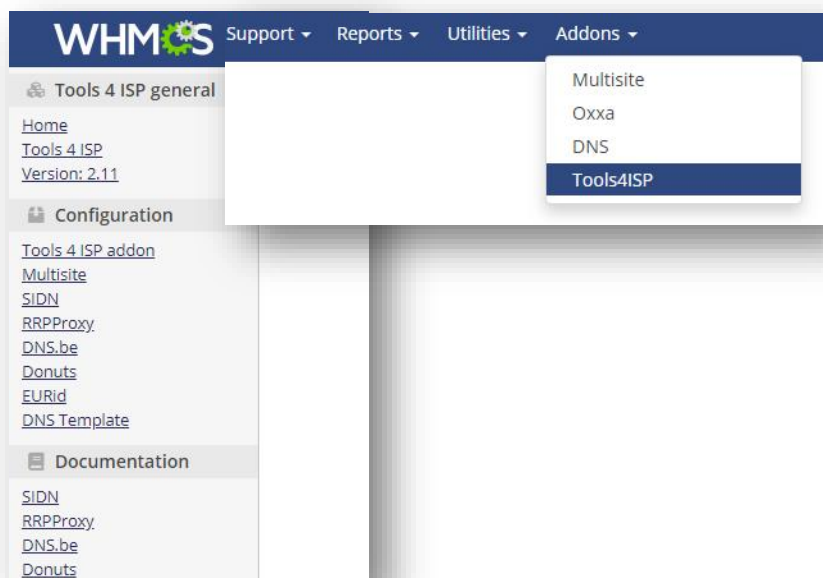 WHMCS Support Reports Utilities Addons
Multisite
Oxxa
DNS
Tools4ISP
Tools 4 ISP general
Home
Tools 4 ISP
Version: 2.11
Configuration
Tools 4 ISP addon
Multisite
SIDN
RRPProxy
DNS.be
Donuts
EURid
DNS Template
Documentation
SIDN
RRPProxy
DNS.be
Donuts